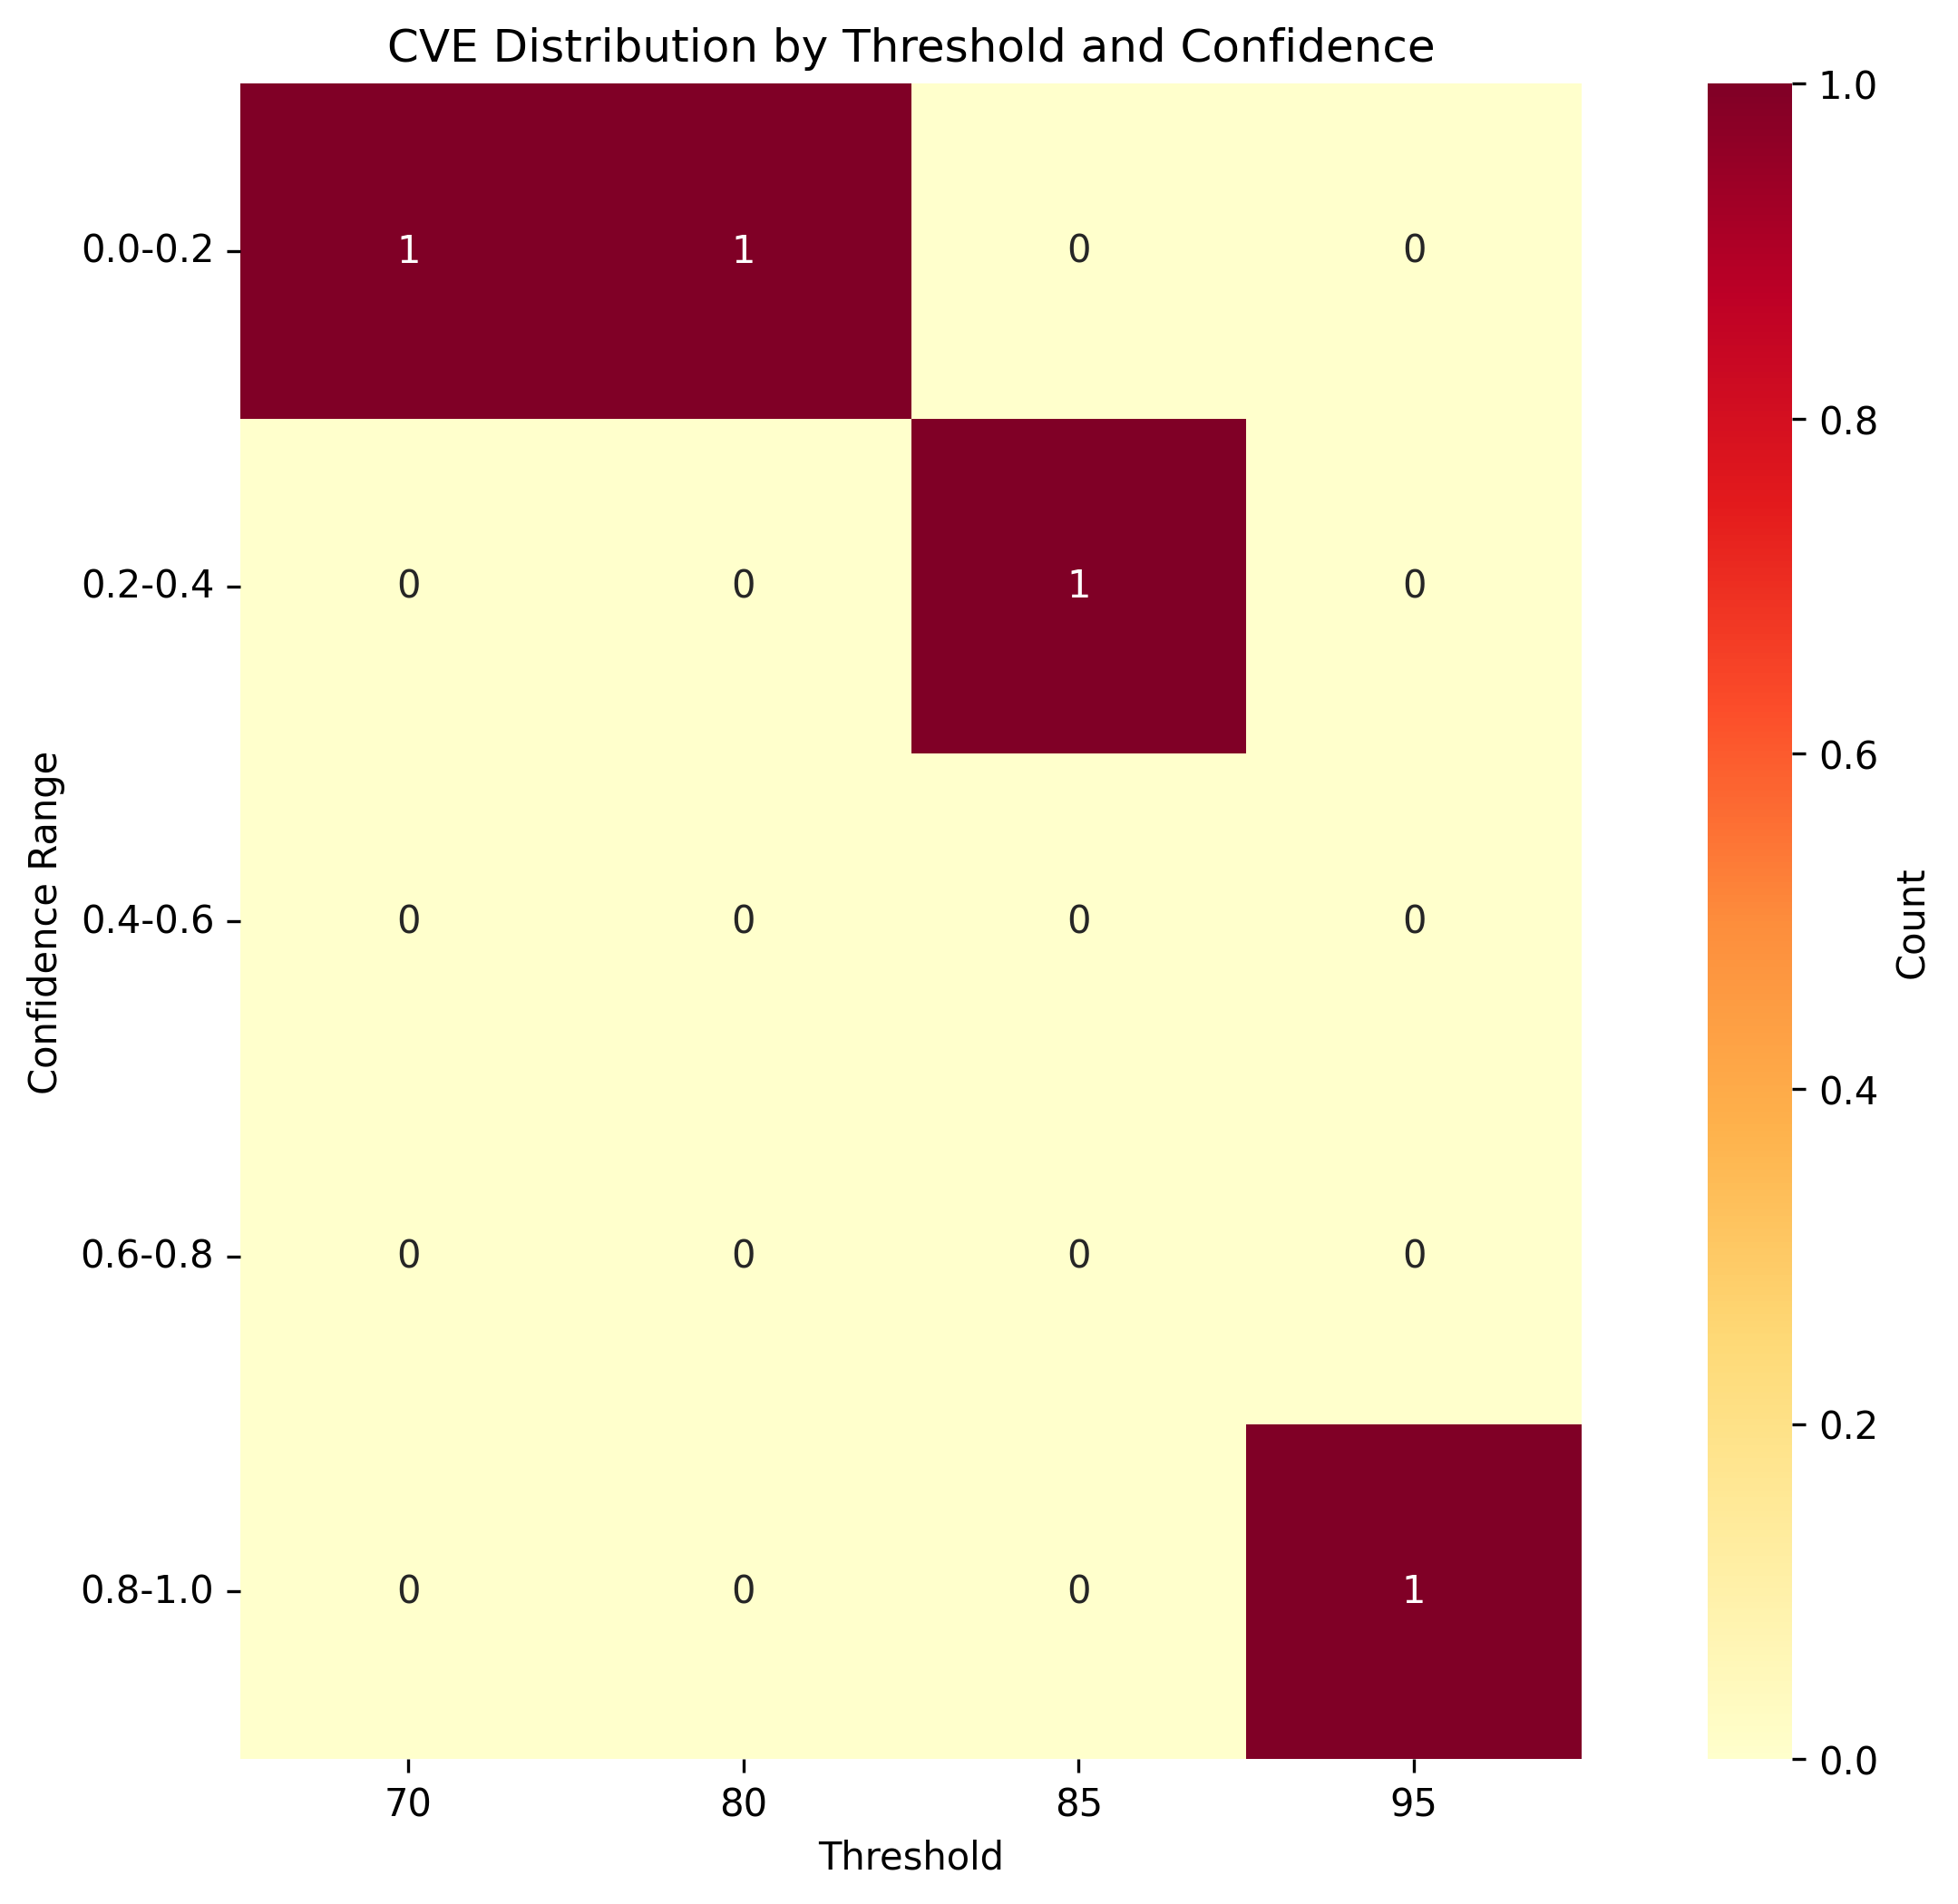 CVE Distribution by Threshold and Confidence
Confidence Range
0.0-0.2 1 1 0 0
0.2-0.4 0 0 1 0
0.4-0.6 0 0 0 0
0.6-0.8 0 0 0 0
0.8-1.0 0 0 0 1
70 80 85 95
Threshold
1.0
0.8
0.6
0.4
0.2
0.0
Count